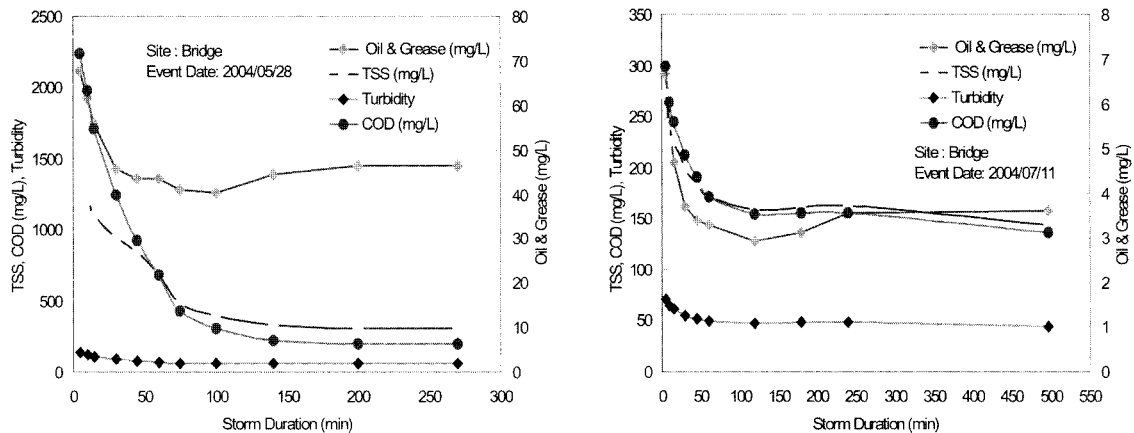 2500
2000
1500
1000
500
0
TSS, COD (mg/L), Turbidity
80
70
60
50
40
30
20
10
0
Oil & Grease (mg/L)
Site : Bridge
Event Date: 2004/05/28
Oil & Grease (mg/L)
TSS (mg/L)
Turbidity
COD (mg/L)
0 50 100 150 200 250 300
Storm Duration (min)
350
300
250
200
150
100
50
0
TSS, COD (mg/L), Turbidity
8
7
6
5
4
3
2
1
0
Oil & Grease (mg/L)
Oil & Grease (mg/L)
TSS (mg/L)
Turbidity
COD (mg/L)
Site : Bridge
Event Date: 2004/07/11
0 50 100 150 200 250 300 350 400 450 500 550
Storm Duration (min)